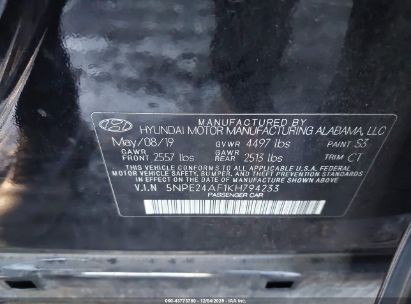 MANUFACTURED BY
HYUNDAI MOTOR MANUFACTURING ALABAMA, LLC
May/08/19 GVWR 4497 lbs PAINT S3
GAWR FRONT 2557 lbs GAWR REAR 2513 lbs TRIM CT
THIS VEHICLE CONFORMS TO ALL APPLICABLE U.S.A. FEDERAL
MOTOR VEHICLE SAFETY, BUMPER, AND THEFT PREVENTION
STANDARDS IN EFFECT ON THE DATE OF MANUFACTURE SHOWN ABOVE.
V.I.N 5NPE24AF1KH794233
PASSENGER CAR